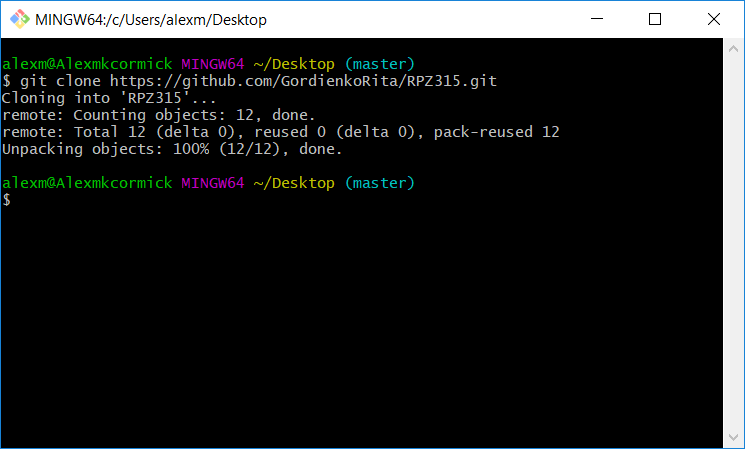 MINGW64:/c/Users/alexm/Desktop
alexm@Alexmkcormick MINGW64 ~/Desktop (master)
$ git clone https://github.com/GordienkoRita/RPZ315.git
Cloning into 'RPZ315'...
remote: Counting objects: 12, done.
remote: Total 12 (delta 0), reused 0 (delta 0), pack-reused 12
Unpacking objects: 100% (12/12), done.
alexm@Alexmkcormick MINGW64 ~/Desktop (master)
$